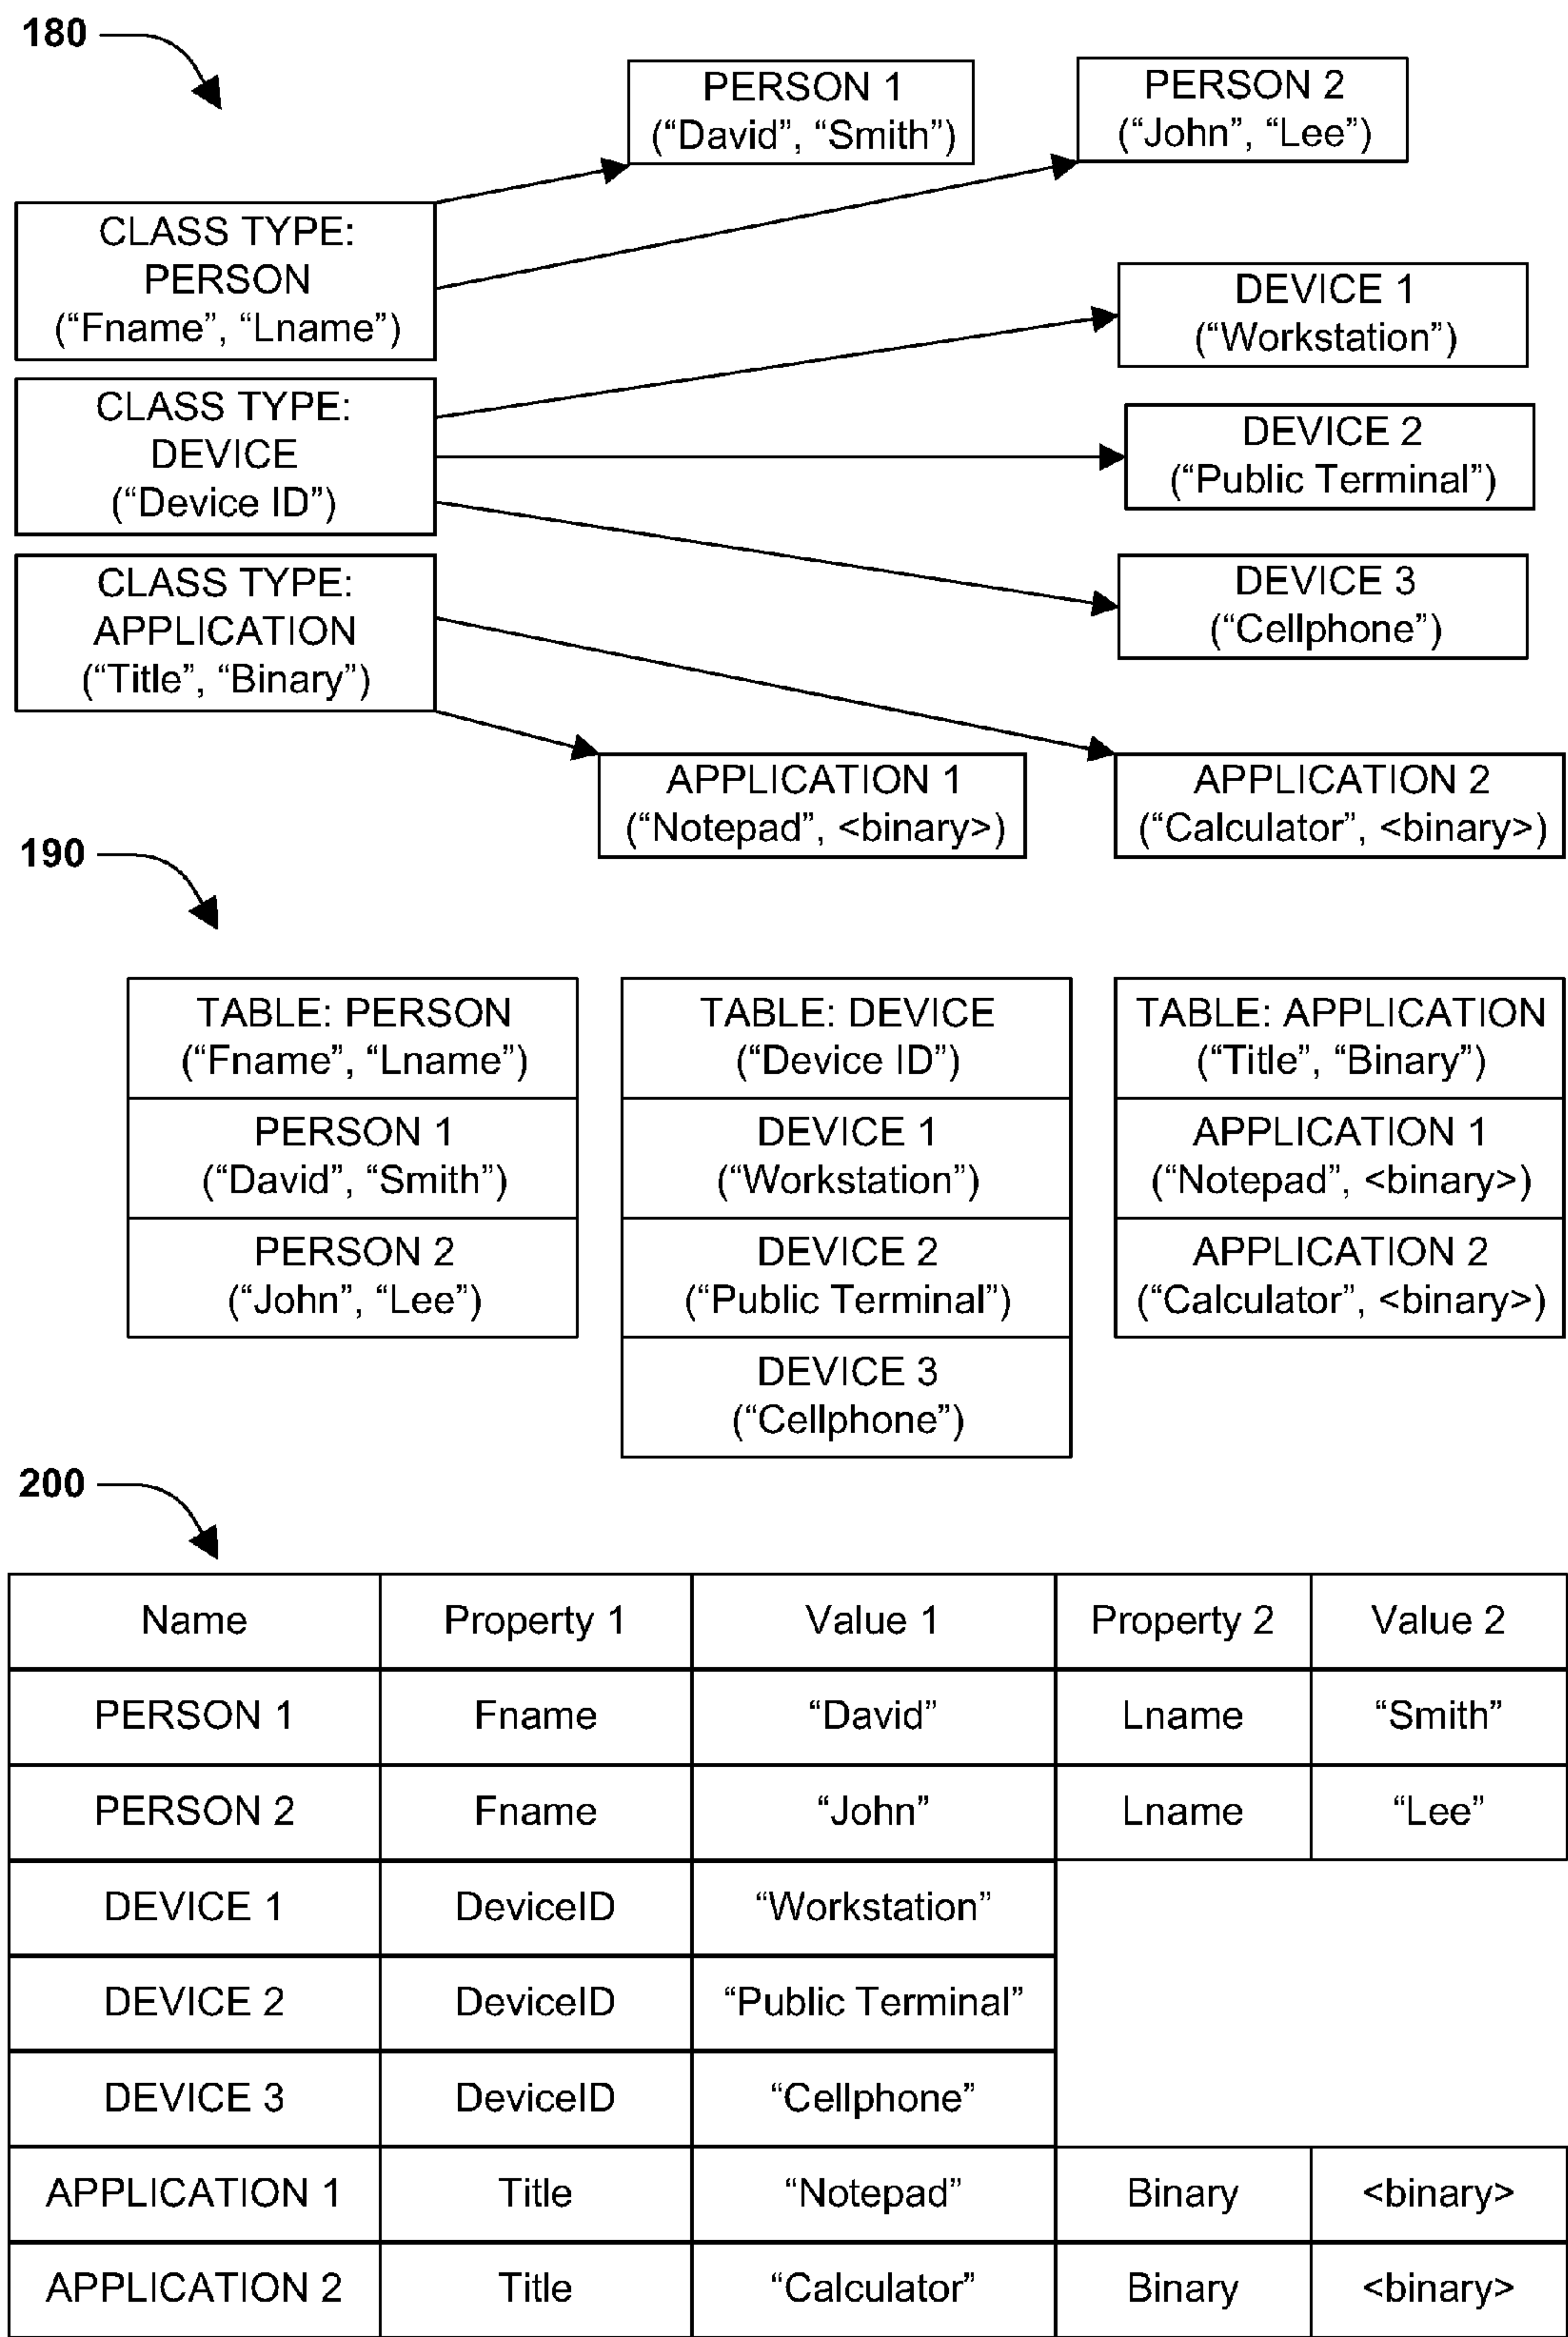 180
PERSON 1
(“David”, “Smith”)
PERSON 2
(“John”, “Lee”)
CLASS TYPE:
PERSON
(“Fname”, “Lname”)
DEVICE 1
(“Workstation”)
CLASS TYPE:
DEVICE
(“Device ID”)
DEVICE 2
(“Public Terminal”)
CLASS TYPE:
APPLICATION
(“Title”, “Binary”)
DEVICE 3
(“Cellphone”)
APPLICATION 1
(“Notepad”, <binary>)
APPLICATION 2
(“Calculator”, <binary>)
190
TABLE: PERSON
(“Fname”, “Lname”)
PERSON 1
(“David”, “Smith”)
PERSON 2
(“John”, “Lee”)
TABLE: DEVICE
(“Device ID”)
DEVICE 1
(“Workstation”)
DEVICE 2
(“Public Terminal”)
DEVICE 3
(“Cellphone”)
TABLE: APPLICATION
(“Title”, “Binary”)
APPLICATION 1
(“Notepad”, <binary>)
APPLICATION 2
(“Calculator”, <binary>)
200
Name Property 1 Value 1 Property 2 Value 2
PERSON 1 Fname “David” Lname “Smith”
PERSON 2 Fname “John” Lname “Lee”
DEVICE 1 DeviceID “Workstation”
DEVICE 2 DeviceID “Public Terminal”
DEVICE 3 DeviceID “Cellphone”
APPLICATION 1 Title “Notepad” Binary <binary>
APPLICATION 2 Title “Calculator” Binary <binary>